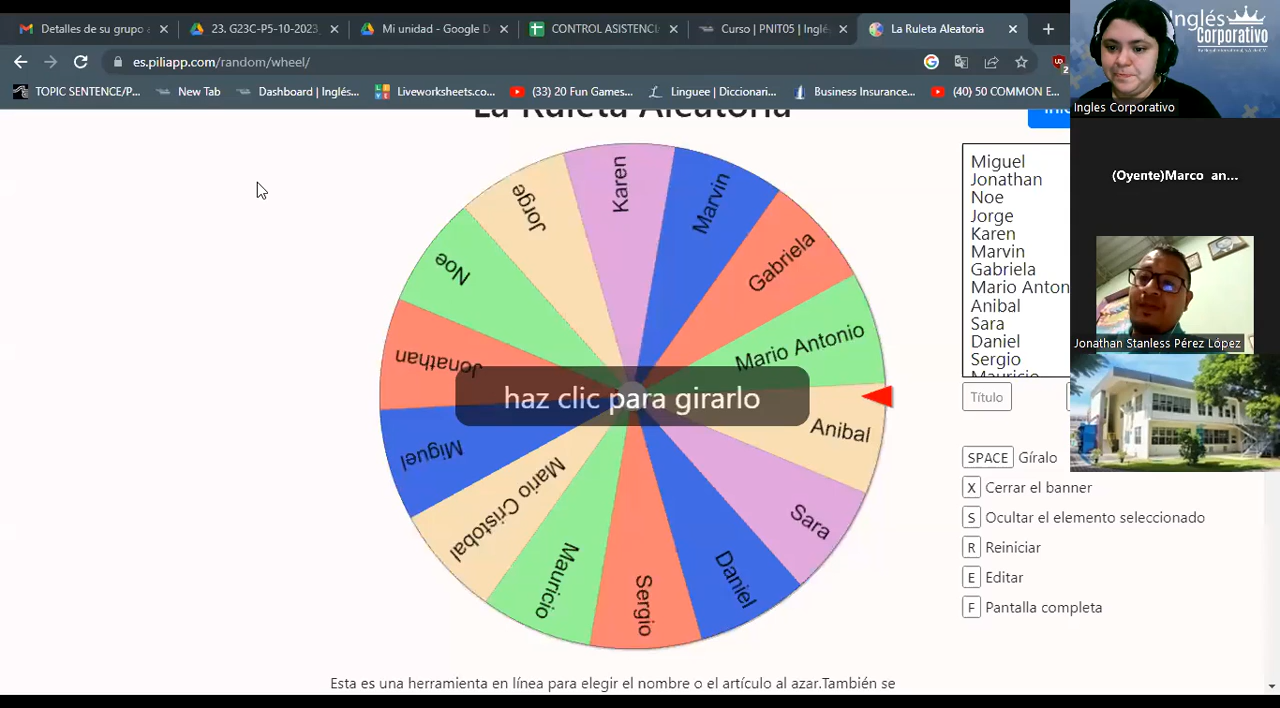 Detalles de su grupo
23. G23C-P5-10-2023
Mi unidad - Google D
CONTROL ASISTENCI
Curso | PNIT05 | Inglé
La Ruleta Aleatoria
es.piliapp.com/random/wheel/
2
TOPIC SENTENCE/P...
New Tab
Dashboard | Inglés...
Liveworksheets.co...
(33) 20 Fun Games...
Linguee | Diccionari...
Business Insurance...
(40) 50 COMMON E...
La Ruleta Aleatoria
Karen
Marvin
Gabriela
Mario Antonio
Anibal
Sara
Daniel
Sergio
Mauricio
Mario Cristobal
Miguel
Jonathan
Noe
Jorge
haz clic para girarlo
Miguel
Jonathan
Noe
Jorge
Karen
Marvin
Gabriela
Mario Anton
Anibal
Sara
Daniel
Sergio
Mauricio
Título
SPACE Gíralo
X Cerrar el banner
S Ocultar el elemento seleccionado
R Reiniciar
E Editar
F Pantalla completa
Esta es una herramienta en línea para elegir el nombre o el artículo al azar.También se
Inglés
Corporativo
Ingles Corporativo
(Oyente)Marco an...
Jonathan Stanless Pérez López